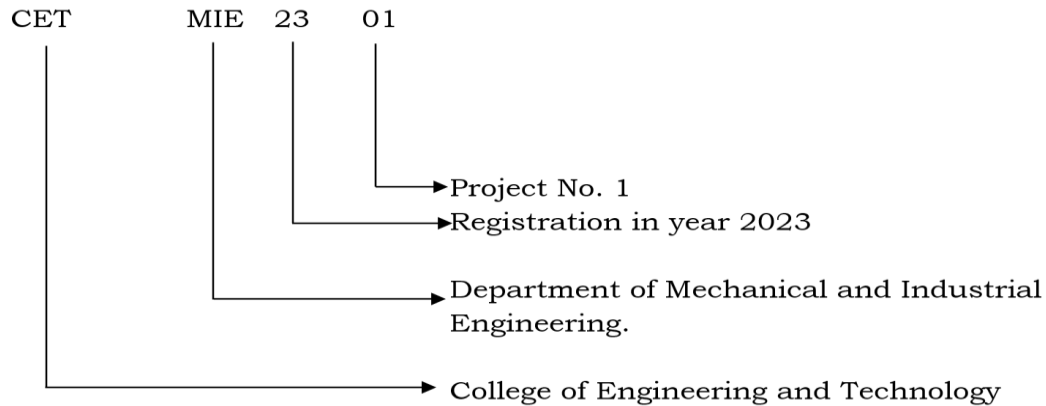 CET MIE 23 01
Project No. 1
Registration in year 2023
Department of Mechanical and Industrial
Engineering.
College of Engineering and Technology